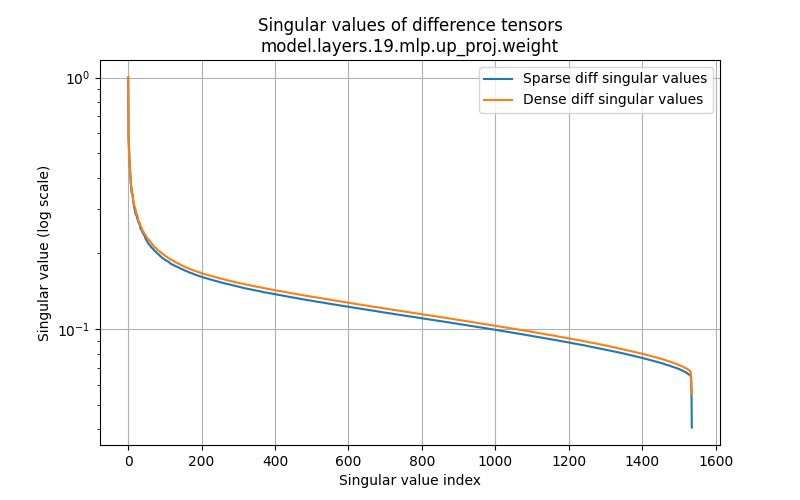 Singular values of difference tensors
model.layers.19.mlp.up_proj.weight
Sparse diff singular values
Dense diff singular values
Singular value (log scale)
10⁰
10⁻¹
0 200 400 600 800 1000 1200 1400 1600
Singular value index